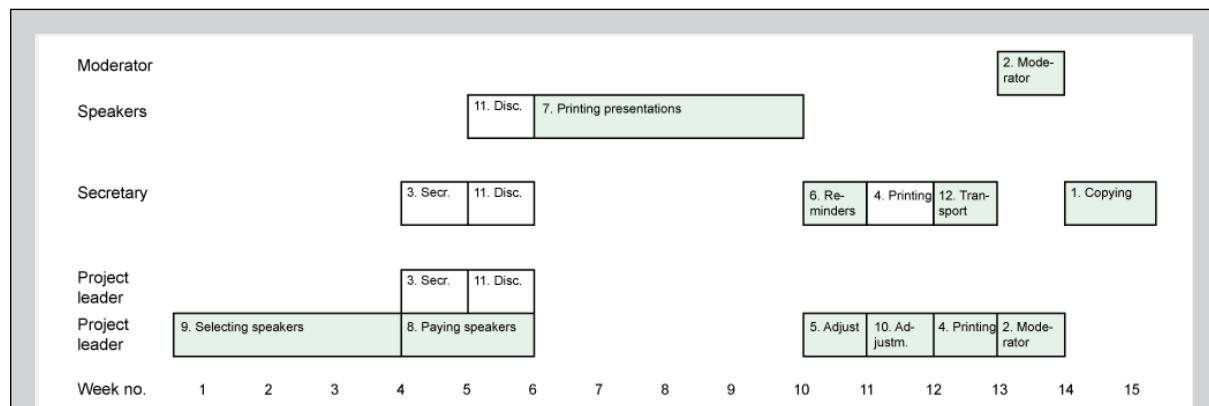 Moderator
2. Mode-
rator
Speakers
11. Disc.
7. Printing presentations
Secretary
3. Secr.
11. Disc.
6. Re-
minders
4. Printing
12. Tran-
sport
1. Copying
Project
leader
3. Secr.
11. Disc.
Project
leader
9. Selecting speakers
8. Paying speakers
5. Adjust
10. Ad-
justm.
4. Printing
2. Mode-
rator
Week no. 1 2 3 4 5 6 7 8 9 10 11 12 13 14 15